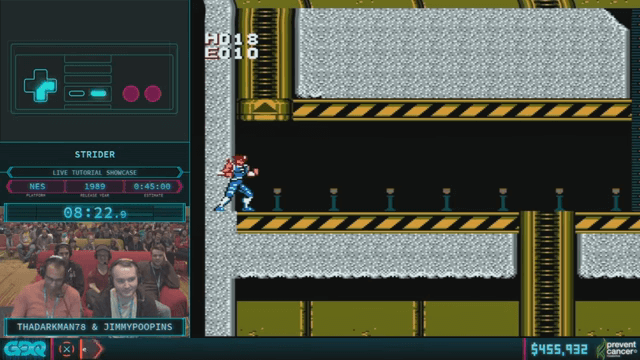 H018
E010
STRIDER
LIVE TUTORIAL SHOWCASE
NES 1989 0:45:00
PLATFORM RELEASE YEAR ESTIMATE
08:22.9
THADARKMAN78 & JIMMYPOOPINS
GDQ
$455,932
prevent
cancer